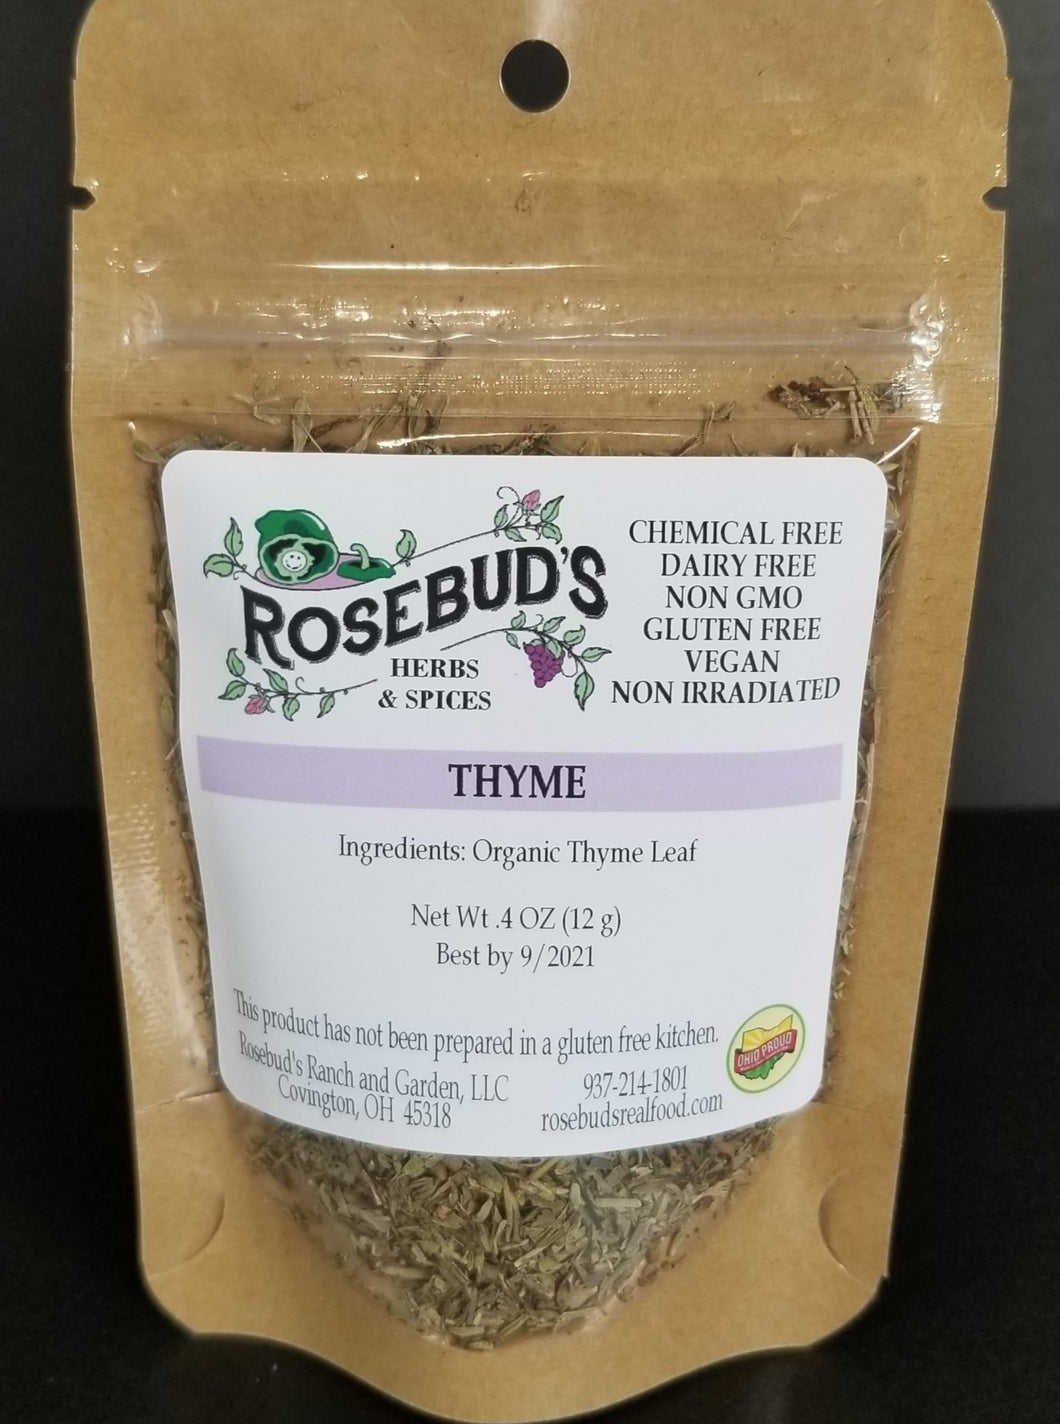 ROSEBUD'S
HERBS
& SPICES
CHEMICAL FREE
DAIRY FREE
NON GMO
GLUTEN FREE
VEGAN
NON IRRADIATED
THYME
Ingredients: Organic Thyme Leaf
Net Wt .4 OZ (12 g)
Best by 9/2021
This product has not been prepared in a gluten free kitchen.
Rosebud's Ranch and Garden, LLC
Covington, OH 45318
937-214-1801
rosebudsrealfood.com
OHIO PROUD